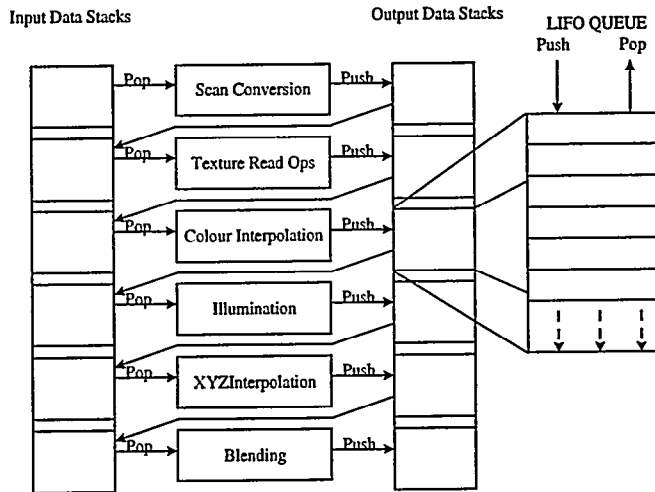 Input Data Stacks
Output Data Stacks
LIFO QUEUE
Push
Pop
Pop
Scan Conversion
Push
Pop
Texture Read Ops
Push
Pop
Colour Interpolation
Push
Pop
Illumination
Push
Pop
XYZInterpolation
Push
Pop
Blending
Push